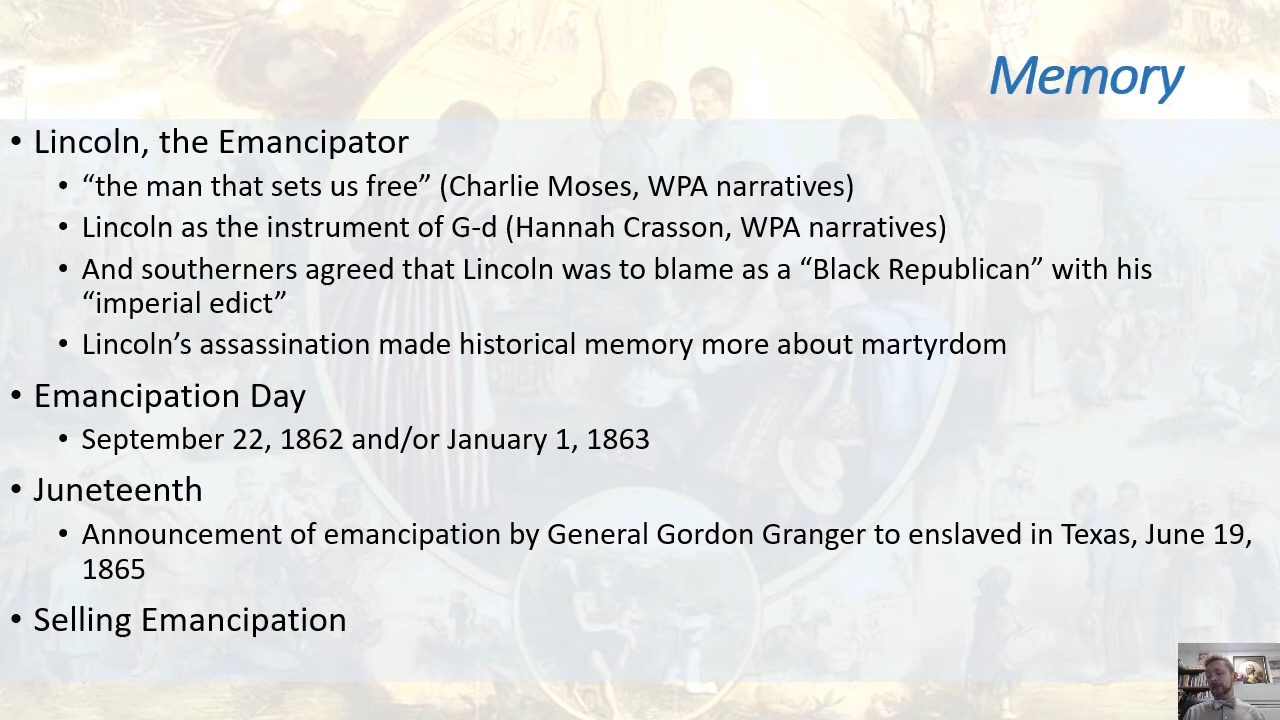 Memory
• Lincoln, the Emancipator
• “the man that sets us free” (Charlie Moses, WPA narratives)
• Lincoln as the instrument of G-d (Hannah Crasson, WPA narratives)
• And southerners agreed that Lincoln was to blame as a “Black Republican” with his
“imperial edict”
• Lincoln’s assassination made historical memory more about martyrdom
• Emancipation Day
• September 22, 1862 and/or January 1, 1863
• Juneteenth
• Announcement of emancipation by General Gordon Granger to enslaved in Texas, June 19,
1865
• Selling Emancipation